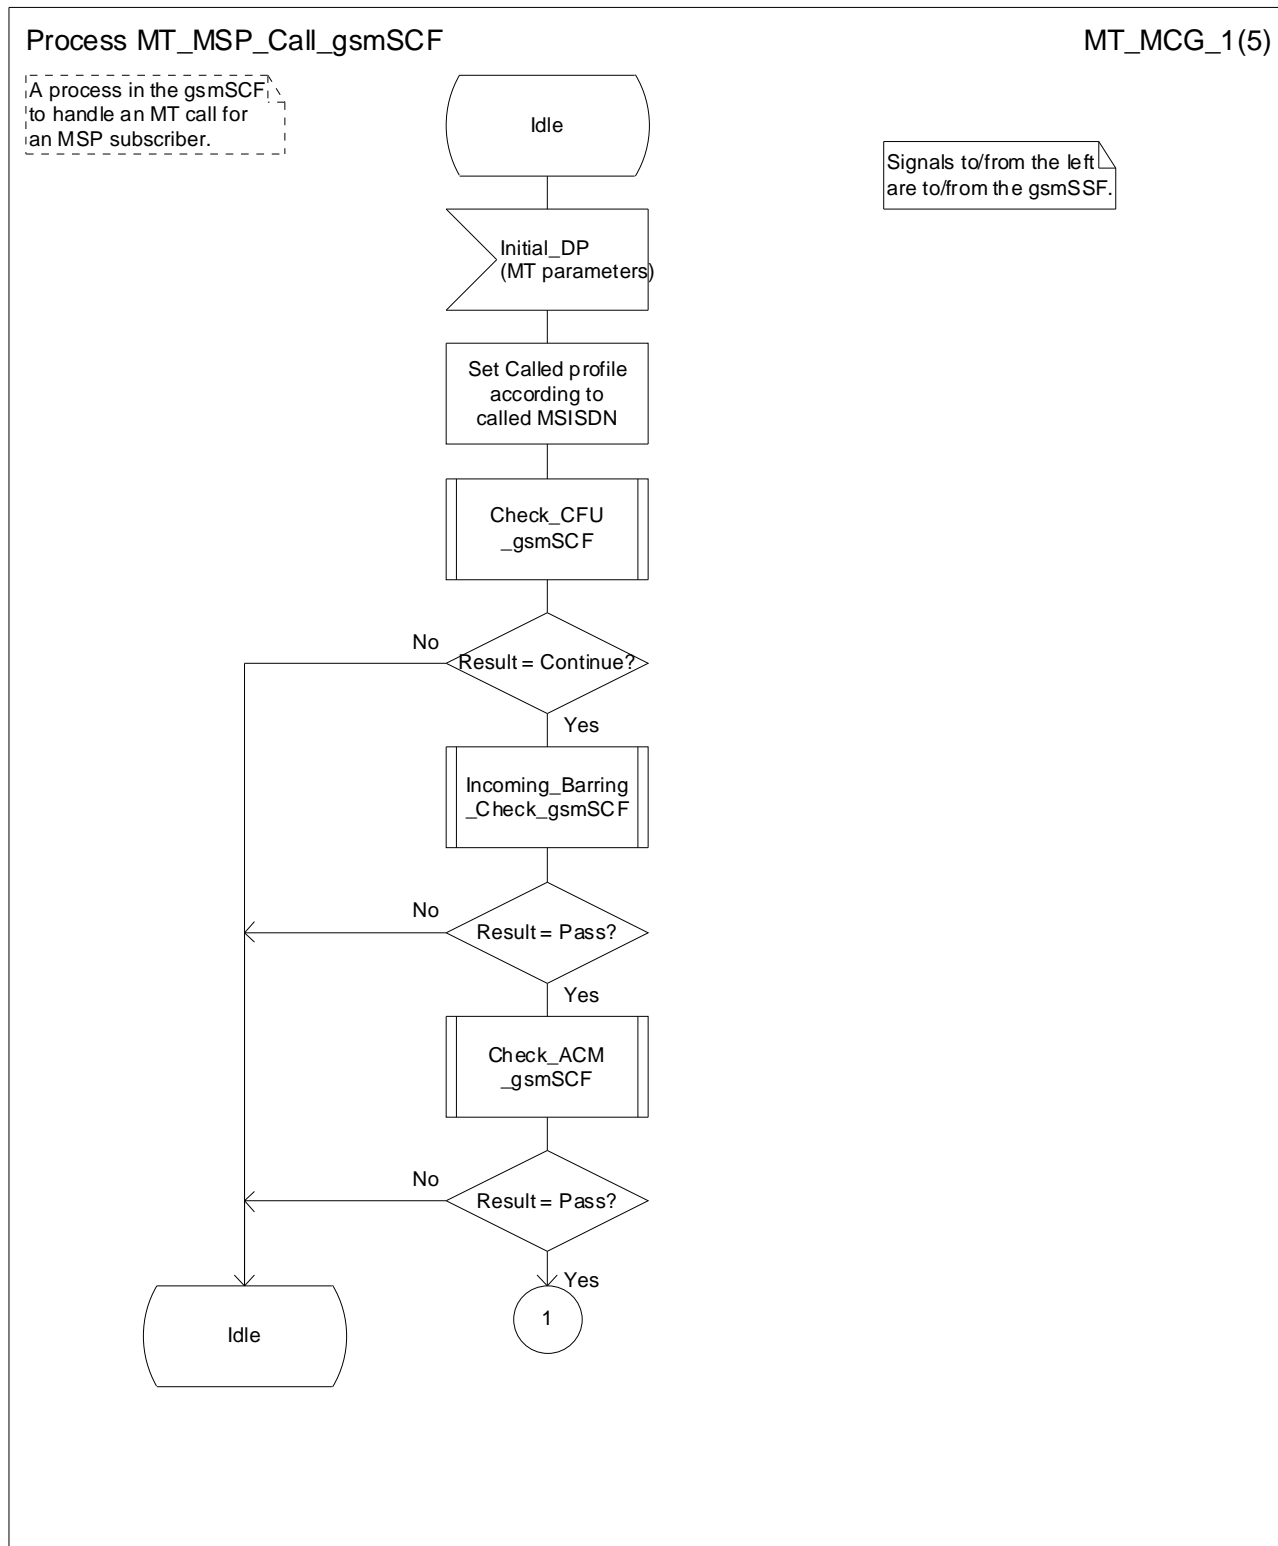 Process MT_MSP_Call_gsmSCF
MT_MCG_1(5)
A process in the gsmSCF
to handle an MT call for
an MSP subscriber.
Idle
Signals to/from the left
are to/from the gsmSSF.
Initial_DP
(MT parameters)
Set Called profile
according to
called MSISDN
Check_CFU
_gsmSCF
No
Result = Continue?
Yes
Incoming_Barring
_Check_gsmSCF
No
Result = Pass?
Yes
Check_ACM
_gsmSCF
No
Result = Pass?
Yes
Idle
1